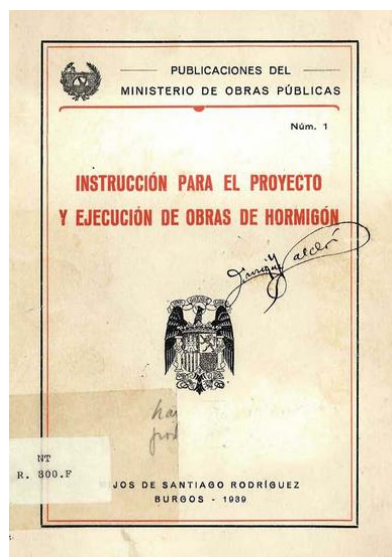 PUBLICACIONES DEL
MINISTERIO DE OBRAS PÚBLICAS
Núm. 1
INSTRUCCIÓN PARA EL PROYECTO
Y EJECUCIÓN DE OBRAS DE HORMIGÓN
NT
R. 800.F
JOS DE SANTIAGO RODRÍGUEZ
BURGOS - 1939